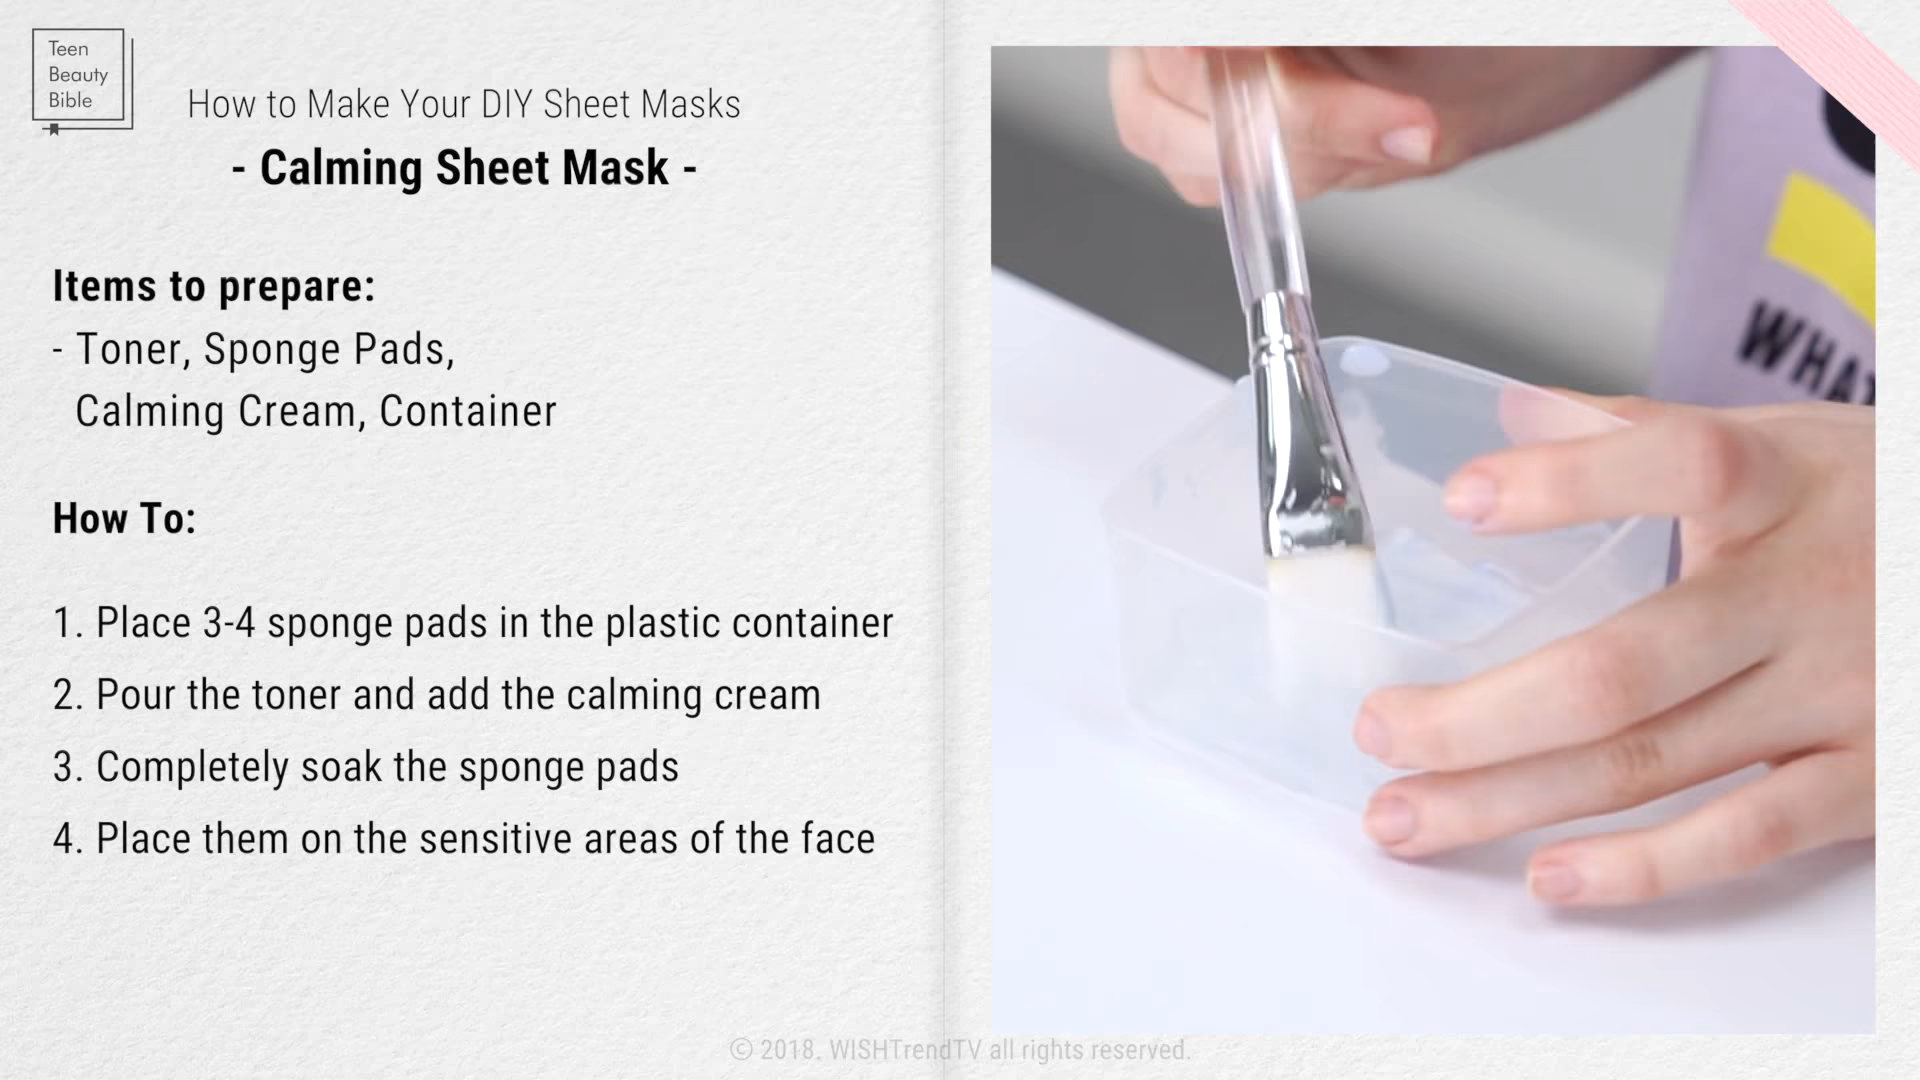 Teen
Beauty
Bible
How to Make Your DIY Sheet Masks
- Calming Sheet Mask -
Items to prepare:
- Toner, Sponge Pads,
Calming Cream, Container
How To:
1. Place 3-4 sponge pads in the plastic container
2. Pour the toner and add the calming cream
3. Completely soak the sponge pads
4. Place them on the sensitive areas of the face
WHAT
© 2018. WISHTrendTV all rights reserved.